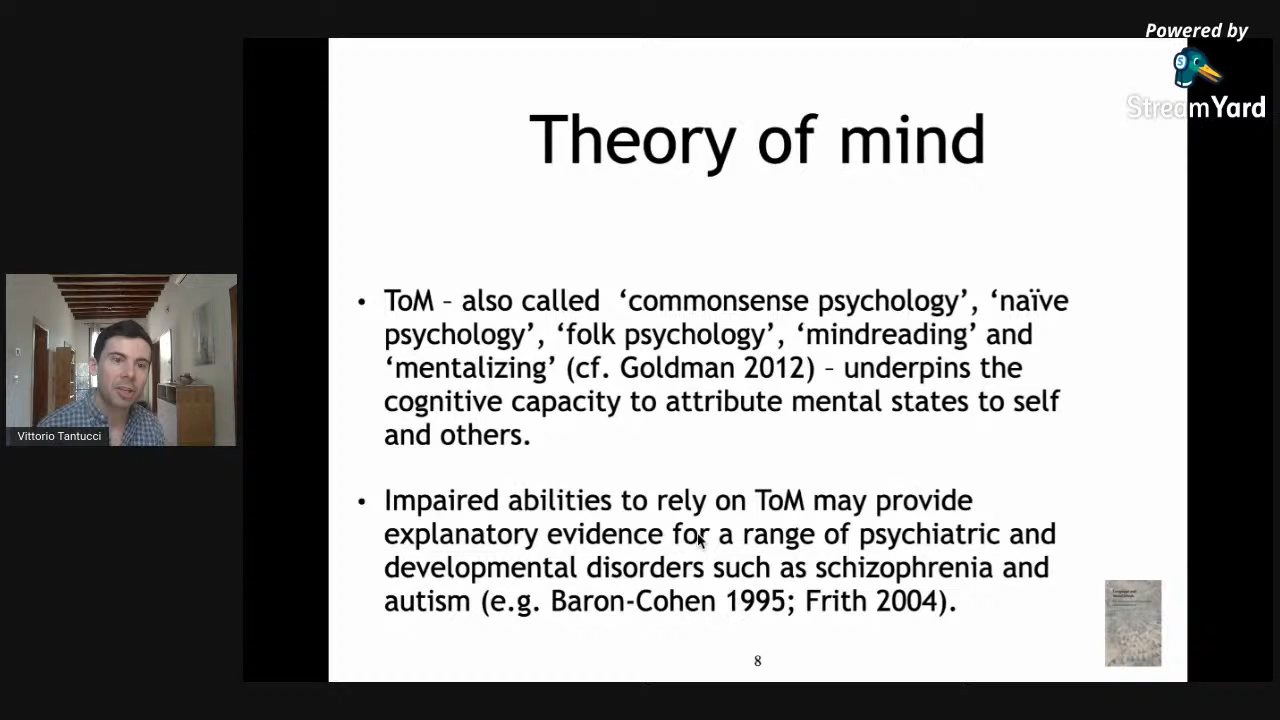 Powered by
StreamYard
Theory of mind
• ToM – also called ‘commonsense psychology’, ‘naïve
psychology’, ‘folk psychology’, ‘mindreading’ and
‘mentalizing’ (cf. Goldman 2012) – underpins the
cognitive capacity to attribute mental states to self
and others.
• Impaired abilities to rely on ToM may provide
explanatory evidence for a range of psychiatric and
developmental disorders such as schizophrenia and
autism (e.g. Baron-Cohen 1995; Frith 2004).
Vittorio Tantucci
8